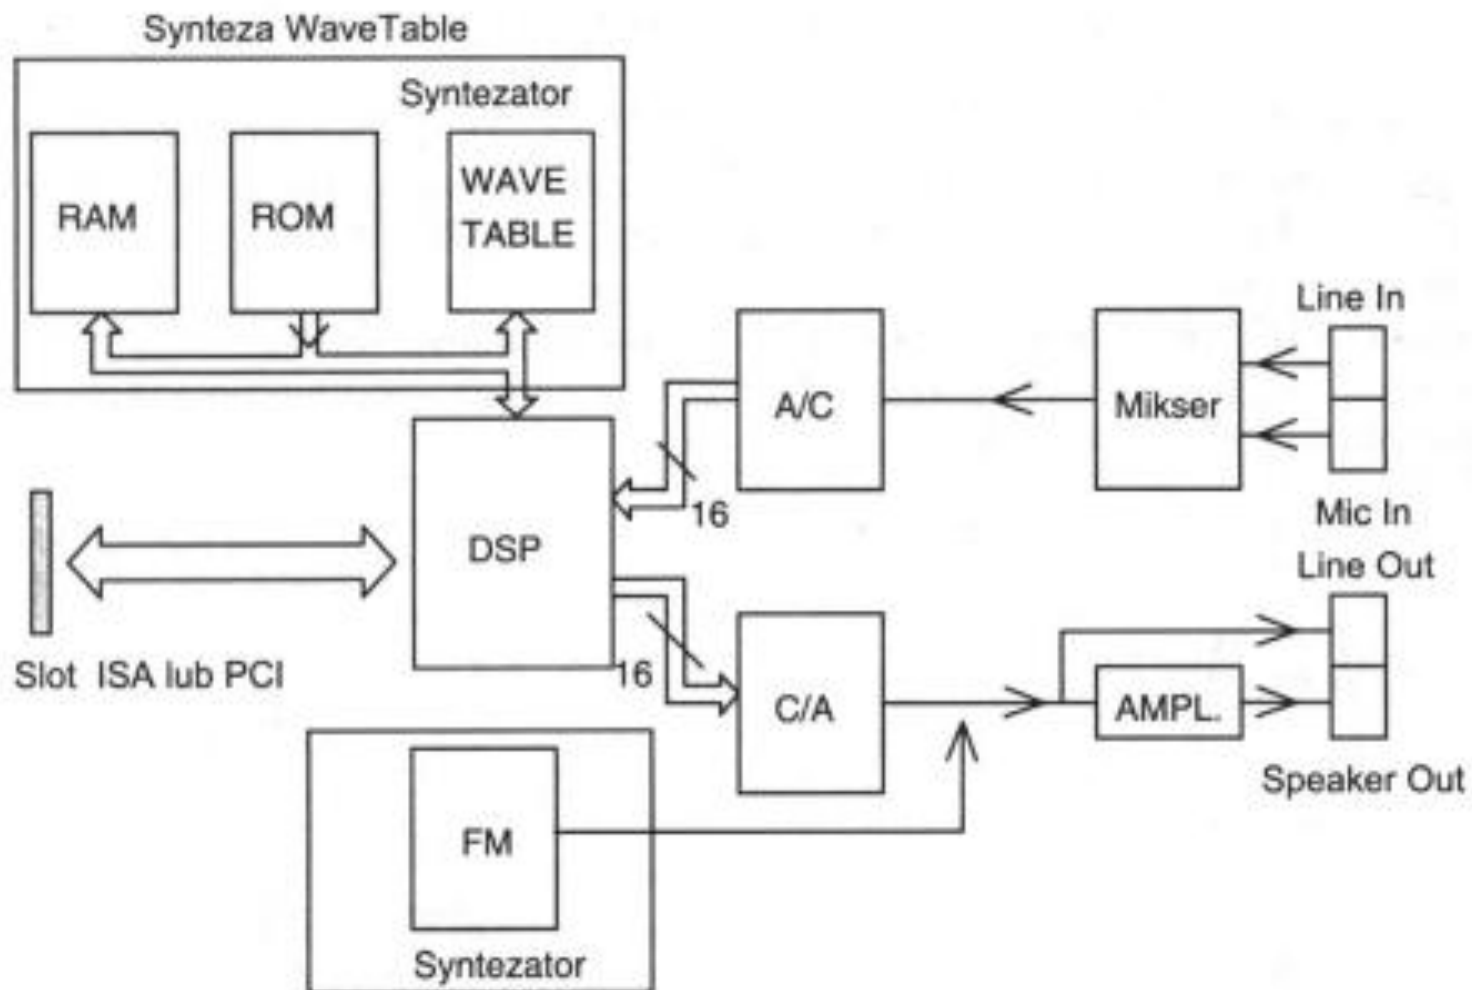 Synteza WaveTable
Syntezator
RAM
ROM
WAVE
TABLE
Line In
A/C
Mikser
16
Mic In
DSP
Line Out
Slot ISA lub PCI
16
C/A
AMPL.
Speaker Out
FM
Syntezator